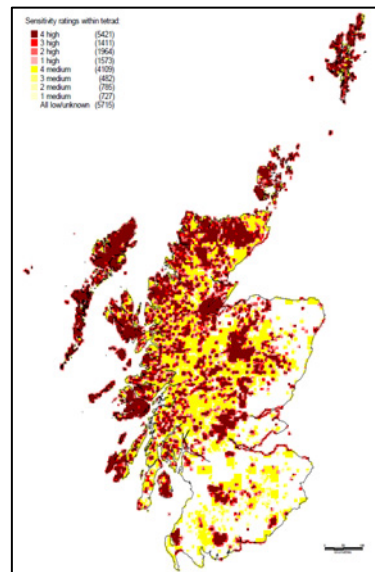 Sensitivity ratings within tetrad:
4 high (5421)
3 high (1411)
2 high (1964)
1 high (1573)
4 medium (4109)
3 medium (482)
2 medium (785)
1 medium (727)
All low/unknown (5715)